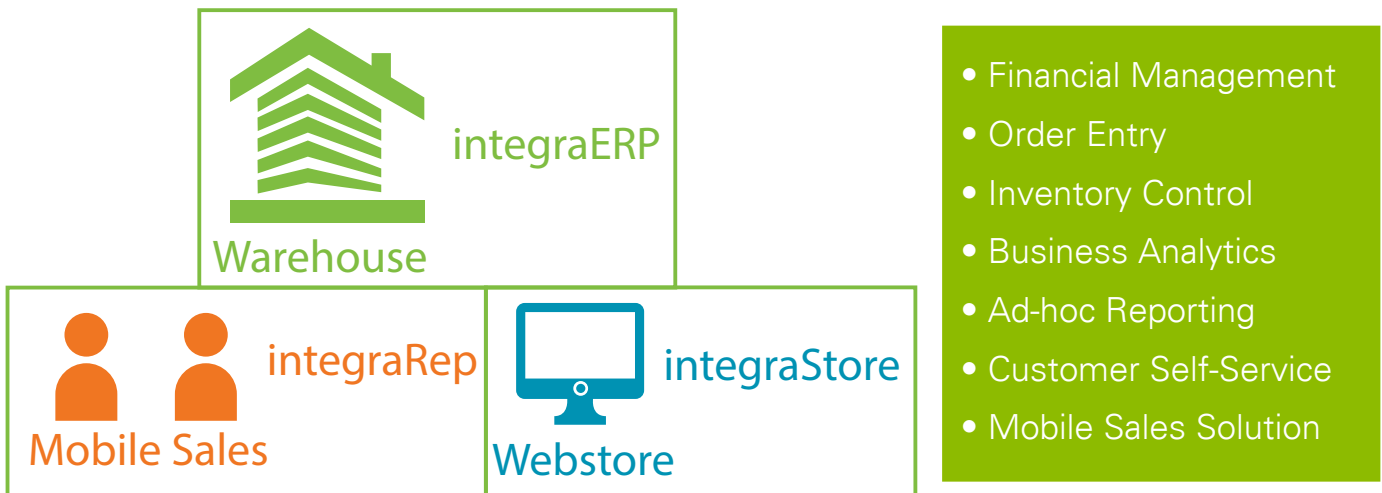 integraERP
Warehouse
integraRep
Mobile Sales
integraStore
Webstore
• Financial Management
• Order Entry
• Inventory Control
• Business Analytics
• Ad-hoc Reporting
• Customer Self-Service
• Mobile Sales Solution